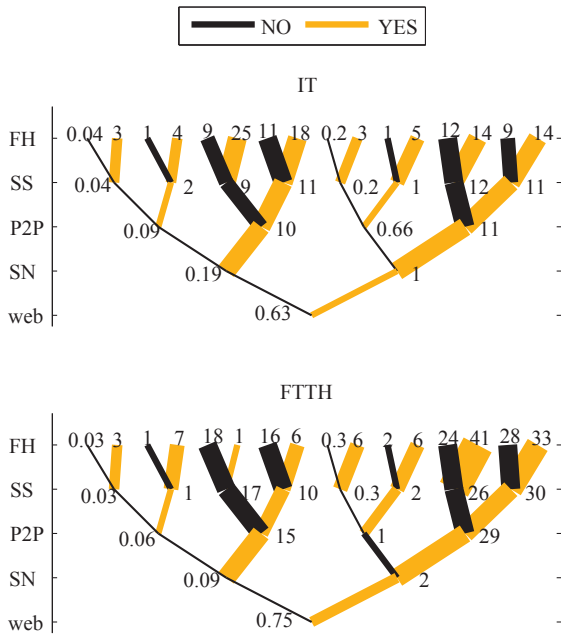 NO YES
IT
FH 0.04 3 1 4 9 25 11 18 0.2 3 1 5 12 14 9 14
SS 0.04 2 9 11 0.2 1 12 11
P2P 0.09 10 0.66 11
SN 0.19 1
web 0.63
FTTH
FH 0.03 3 1 7 18 1 16 6 0.3 6 2 6 24 41 28 33
SS 0.03 1 17 10 0.3 2 26 30
P2P 0.06 15 1 29
SN 0.09 2
web 0.75